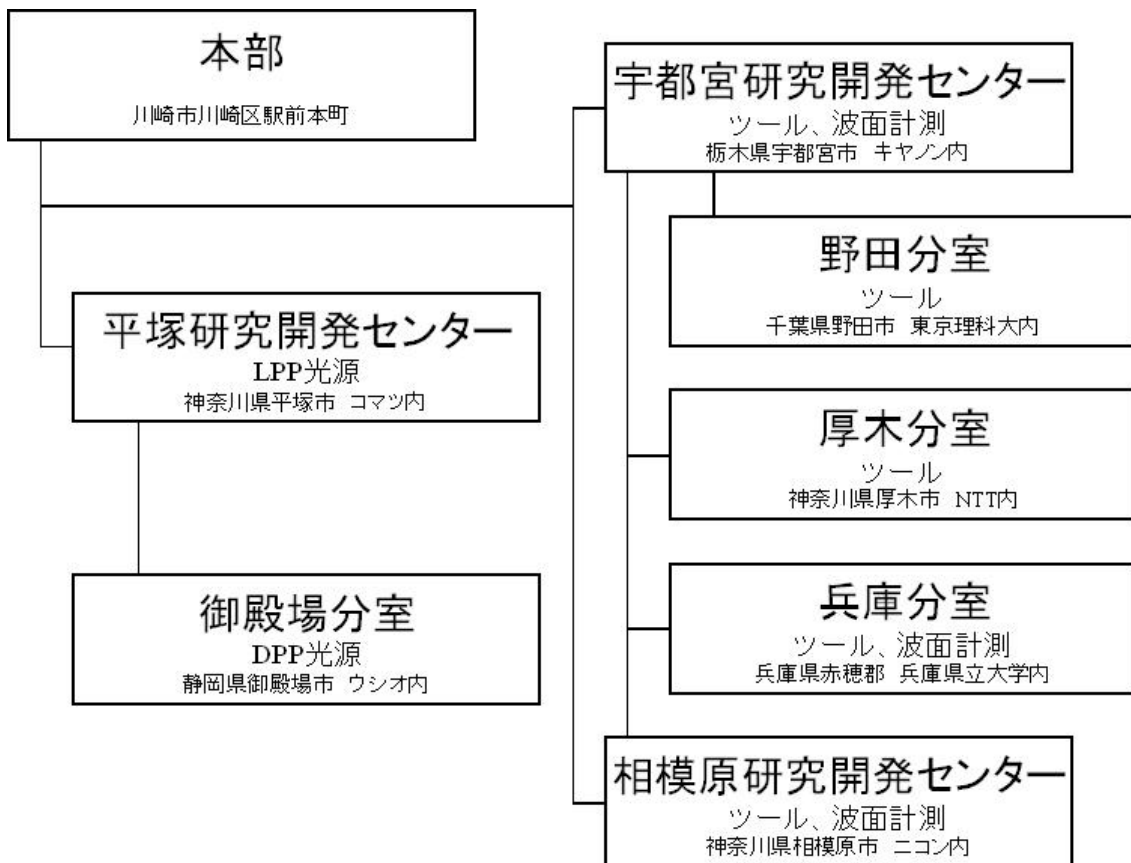 本部
川崎市川崎区駅前本町
平塚研究開発センター
LPP光源
神奈川県平塚市 コマツ内
御殿場分室
DPP光源
静岡県御殿場市 ウシオ内
宇都宮研究開発センター
ツール、波面計測
栃木県宇都宮市 キヤノン内
野田分室
ツール
千葉県野田市 東京理科大内
厚木分室
ツール
神奈川県厚木市 NTT内
兵庫分室
ツール、波面計測
兵庫県赤穂郡 兵庫県立大学内
相模原研究開発センター
ツール、波面計測
神奈川県相模原市 ニコン内